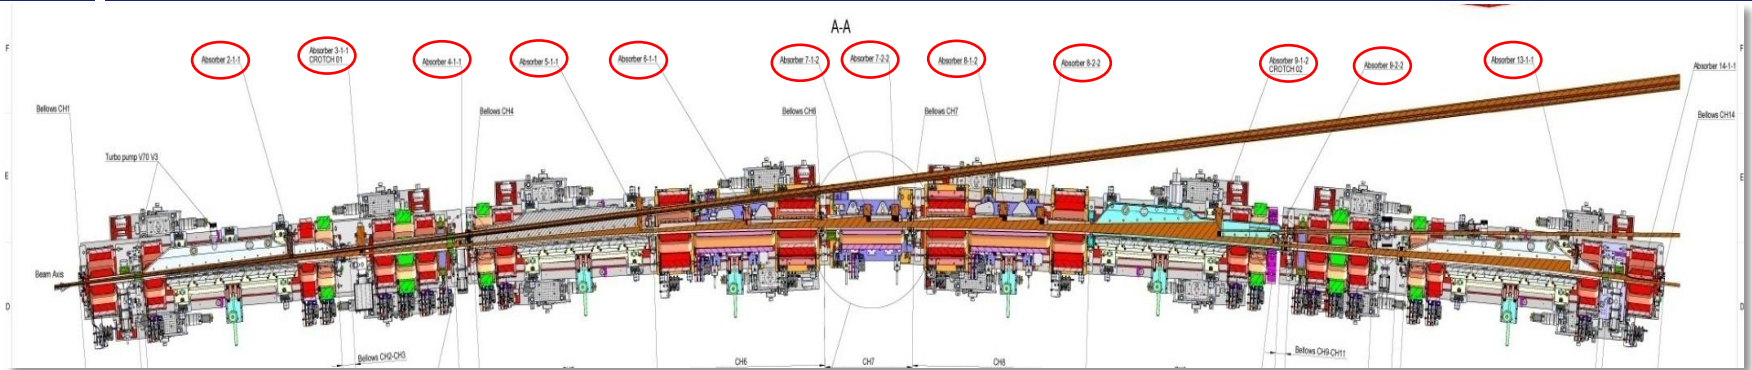 A-A
F
F
Absorber 2-1-1
Absorber 3-1-1
CROTCH 01
Absorber 4-1-1
Absorber 5-1-1
Absorber 6-1-1
Absorber 7-1-2
Absorber 7-2-2
Absorber 8-1-2
Absorber 8-2-2
Absorber 9-1-2
CROTCH 02
Absorber 9-2-2
Absorber 13-1-1
Absorber 14-1-1
Bellows CH1
Bellows CH4
Bellows CH6
Bellows CH7
Bellows CH14
Turbo pump V70 V3
E
E
Beam Axis
D
D
Bellows CH2-CH3
CH6
CH7
CH8
Bellows CH9-CH11